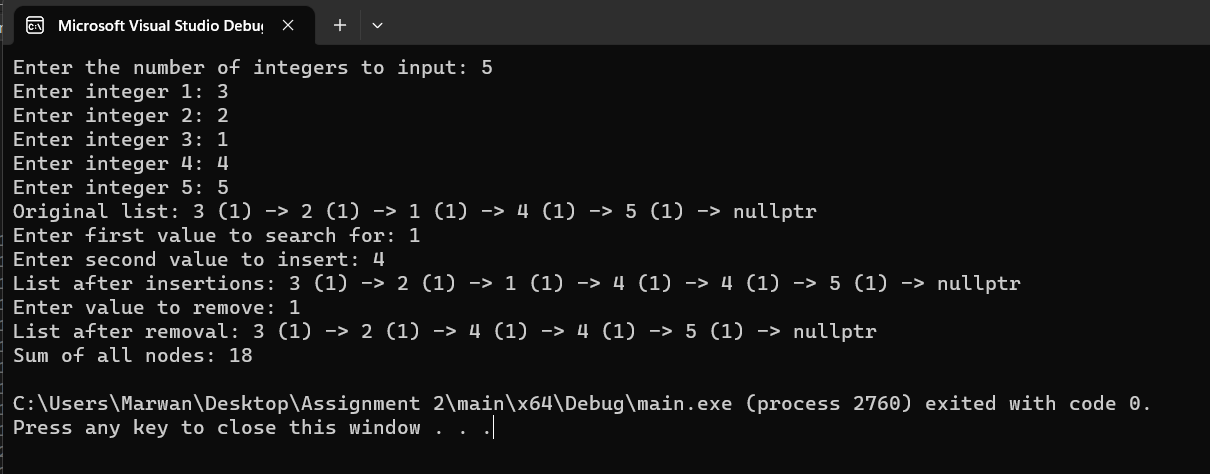 Microsoft Visual Studio Debu
Enter the number of integers to input: 5
Enter integer 1: 3
Enter integer 2: 2
Enter integer 3: 1
Enter integer 4: 4
Enter integer 5: 5
Original list: 3 (1) -> 2 (1) -> 1 (1) -> 4 (1) -> 5 (1) -> nullptr
Enter first value to search for: 1
Enter second value to insert: 4
List after insertions: 3 (1) -> 2 (1) -> 1 (1) -> 4 (1) -> 4 (1) -> 5 (1) -> nullptr
Enter value to remove: 1
List after removal: 3 (1) -> 2 (1) -> 4 (1) -> 4 (1) -> 5 (1) -> nullptr
Sum of all nodes: 18
C:\Users\Marwan\Desktop\Assignment 2\main\x64\Debug\main.exe (process 2760) exited with code 0.
Press any key to close this window . . .